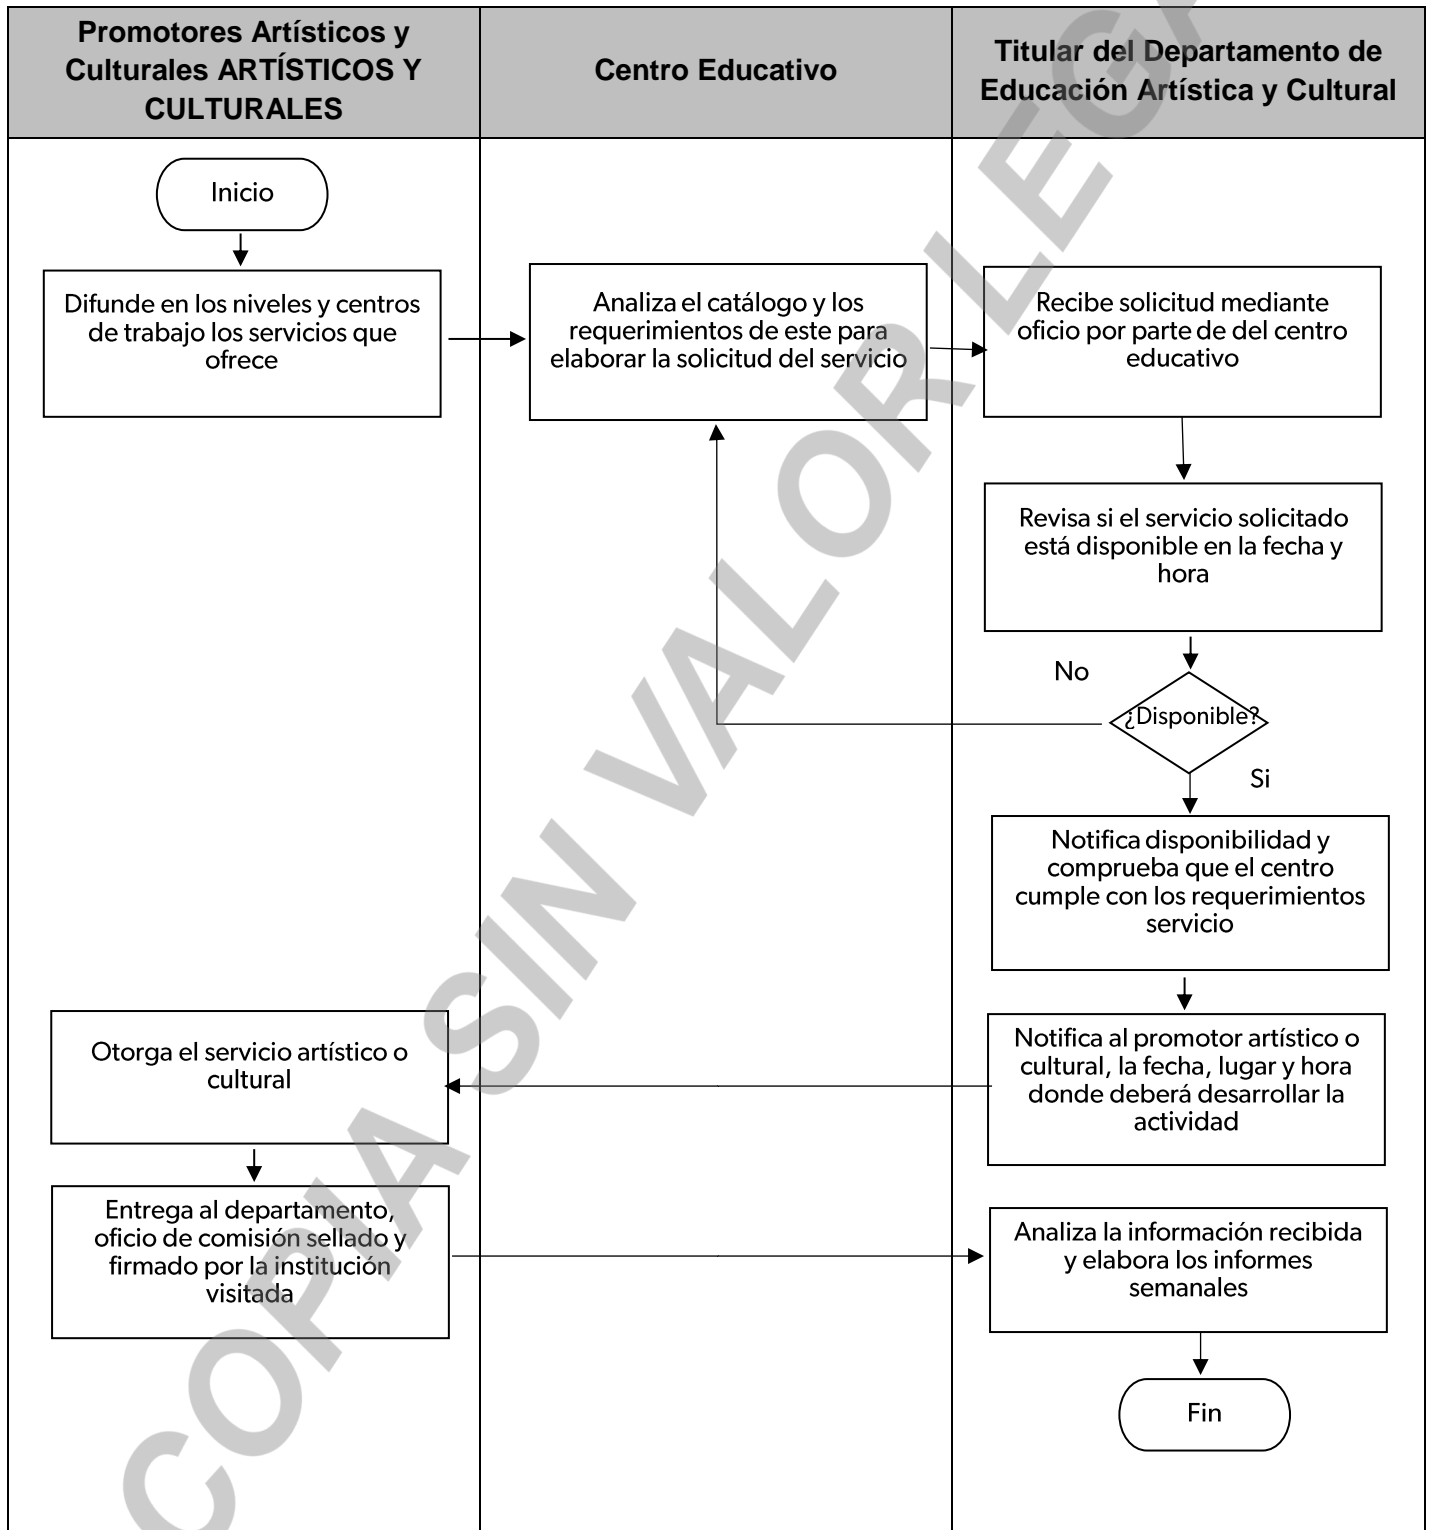 Promotores Artísticos y
Culturales ARTÍSTICOS Y
CULTURALES
Centro Educativo
Titular del Departamento de
Educación Artística y Cultural
Inicio
Difunde en los niveles y centros
de trabajo los servicios que
ofrece
Analiza el catálogo y los
requerimientos de este para
elaborar la solicitud del servicio
Recibe solicitud mediante
oficio por parte de del centro
educativo
Revisa si el servicio solicitado
está disponible en la fecha y
hora
No
¿Disponible?
Si
Notifica disponibilidad y
comprueba que el centro
cumple con los requerimientos
servicio
Notifica al promotor artístico o
cultural, la fecha, lugar y hora
donde deberá desarrollar la
actividad
Otorga el servicio artístico o
cultural
Entrega al departamento,
oficio de comisión sellado y
firmado por la institución
visitada
Analiza la información recibida
y elabora los informes
semanales
Fin
COPIA SIN VALOR LEGA